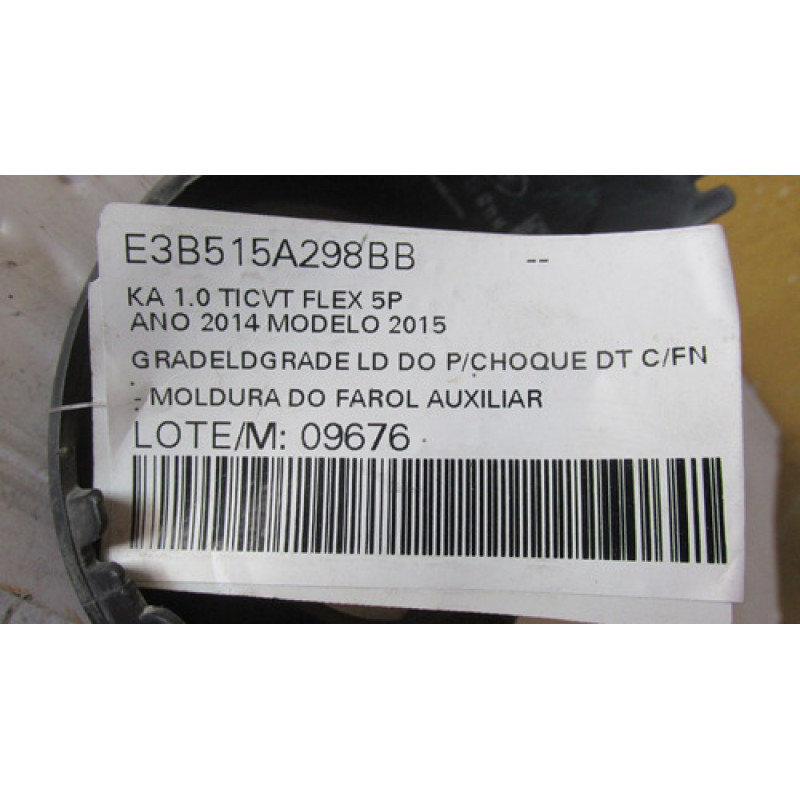 E3B515A298BB --
KA 1.0 TICVT FLEX 5P
ANO 2014 MODELO 2015
GRADELDGRADE LD DO P/CHOQUE DT C/FN
- MOLDURA DO FAROL AUXILIAR
LOTE/M: 09676